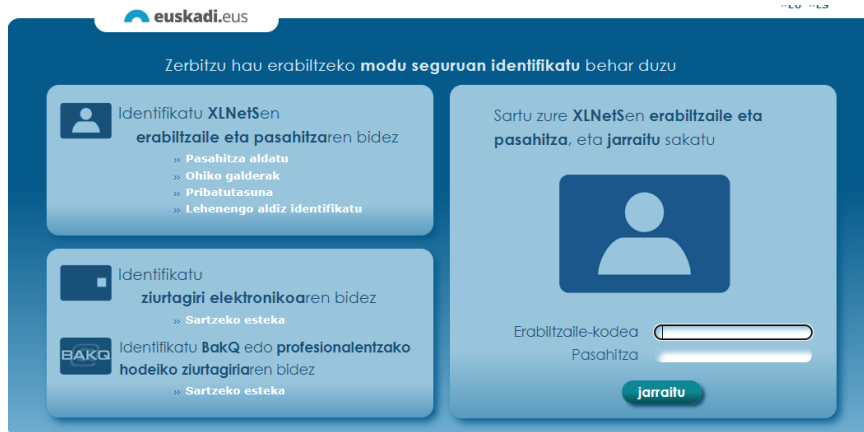 euskadi.eus
Zerbitzu hau erabiltzeko modu seguruan identifikatu behar duzu
Identifikatu XLNetSen
erabiltzaile eta pasahitzaren bidez
» Pasahitza aldatu
» Ohiko galderak
» Pribatutasuna
» Lehenengo aldiz identifikatu
Identifikatu
ziurtagiri elektronikoaren bidez
» Sartzeko esteka
BAKQ
Identifikatu BakQ edo profesionalentzako
hodeiko ziurtagiriaren bidez
» Sartzeko esteka
Sartu zure XLNetSen erabiltzaile eta
pasahitza, eta jarraitu sakatu
Erabiltzaile-kodea
Pasahitza
jarraitu